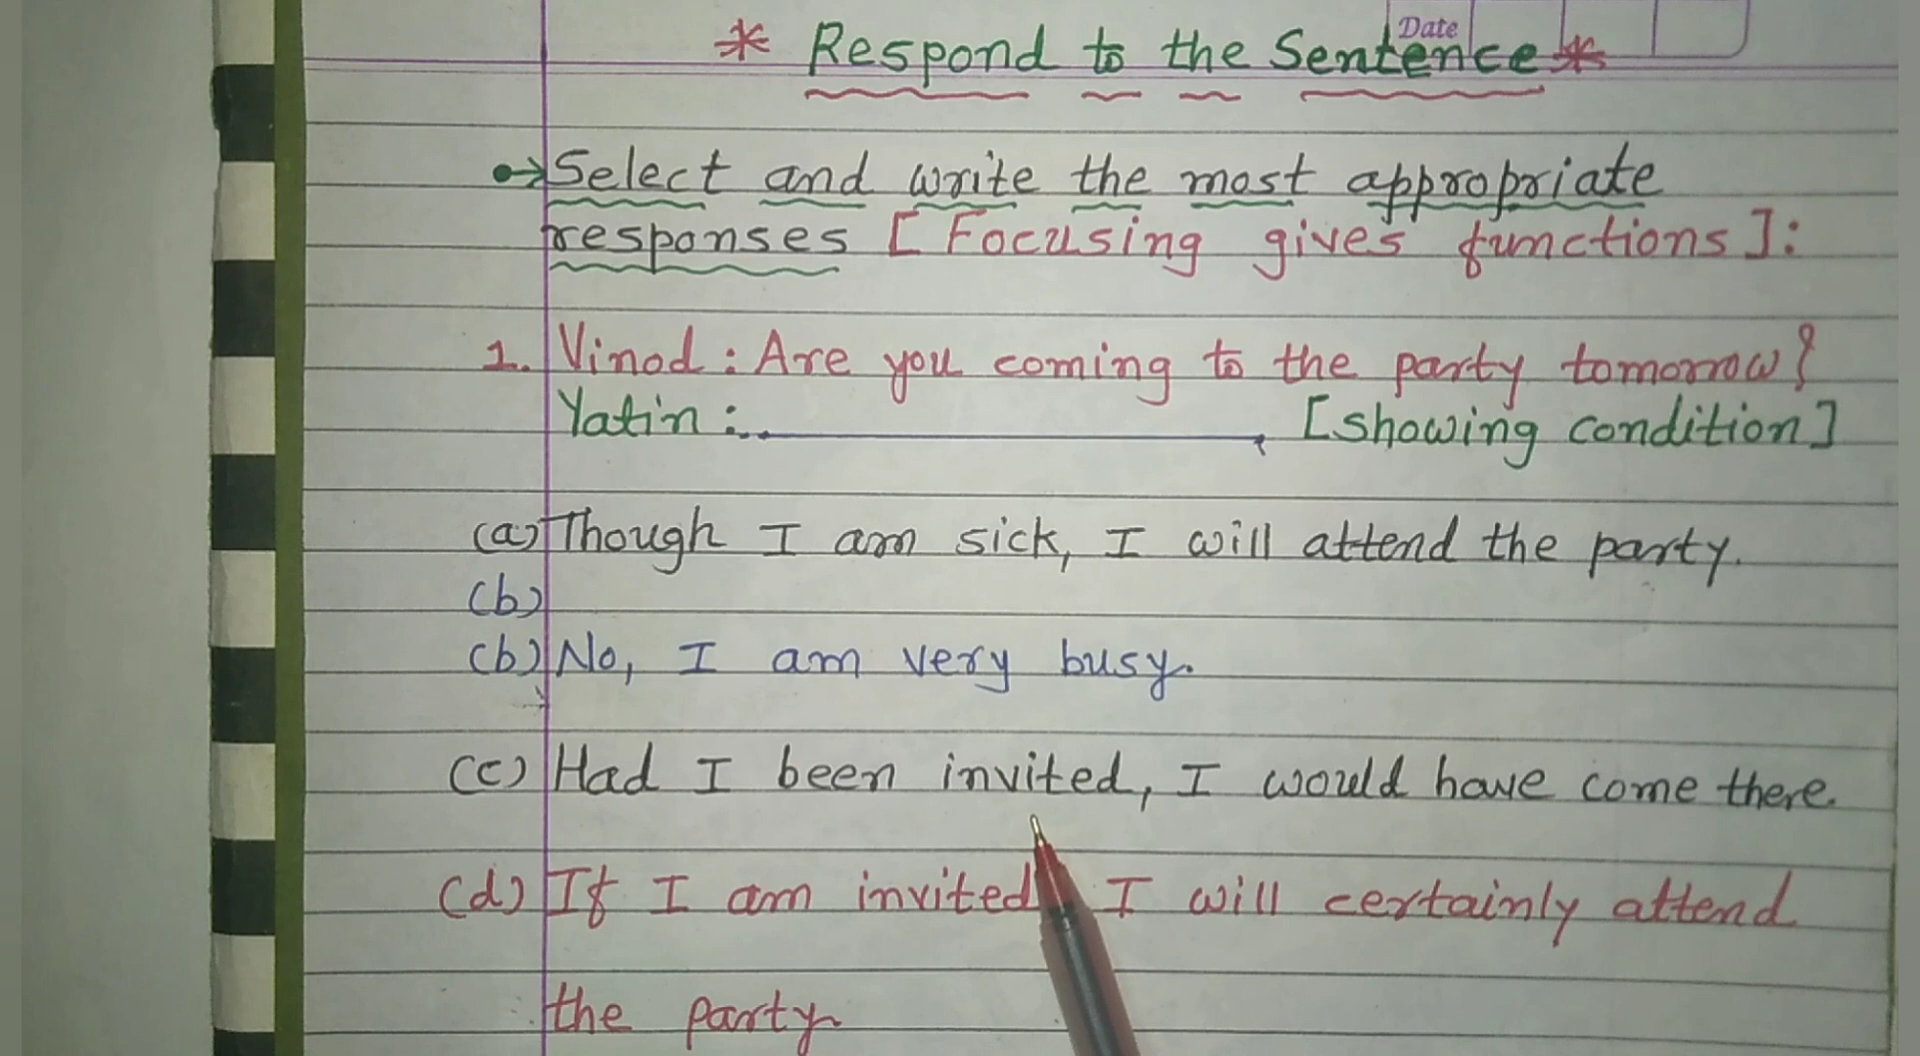 Date
* Respond to the Sentence *
Select and write the most appropriate
responses [Focusing gives functions]:
1. Vinod: Are you coming to the party tomorrow?
Yatin: [showing condition]
(a) Though I am sick, I will attend the party.
(b)
(b) No, I am very busy.
(c) Had I been invited, I would have come there.
(d) If I am invited I will certainly attend
the party.